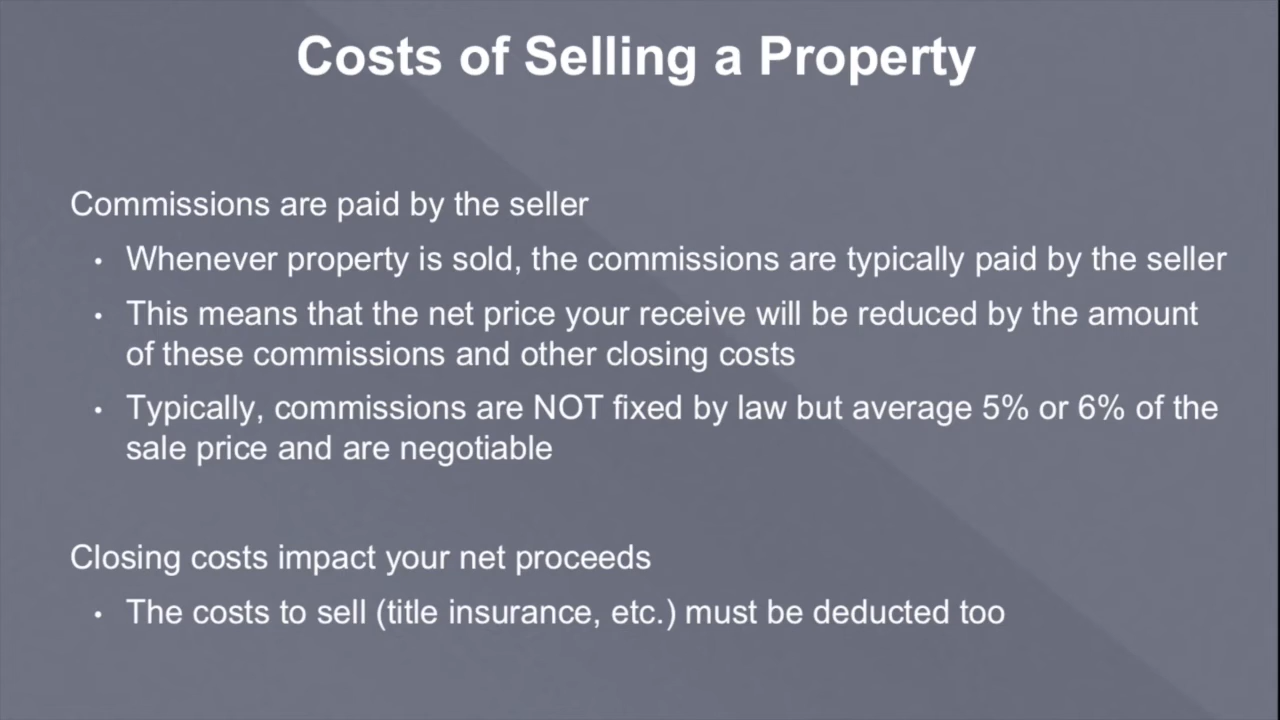 Costs of Selling a Property
Commissions are paid by the seller
• Whenever property is sold, the commissions are typically paid by the seller
• This means that the net price your receive will be reduced by the amount
of these commissions and other closing costs
• Typically, commissions are NOT fixed by law but average 5% or 6% of the
sale price and are negotiable
Closing costs impact your net proceeds
• The costs to sell (title insurance, etc.) must be deducted too